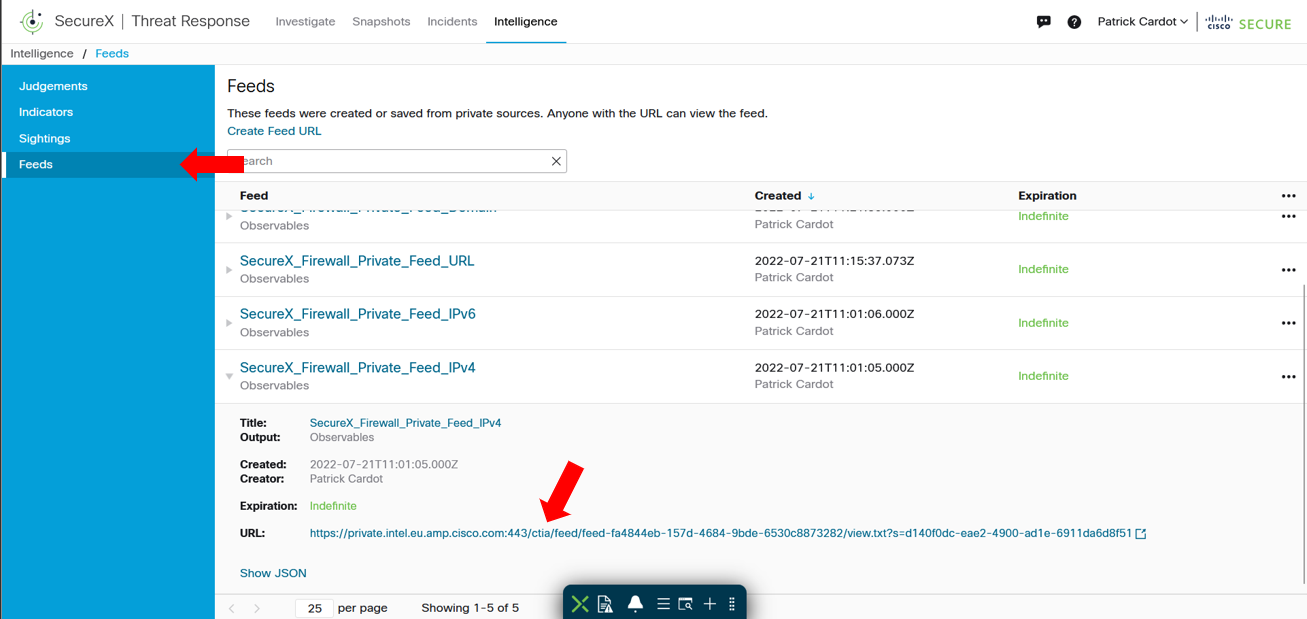 SecureX | Threat Response
Investigate Snapshots Incidents Intelligence
Patrick Cardot
CISCO SECURE
Intelligence / Feeds
Judgements
Indicators
Sightings
Feeds
Feeds
These feeds were created or saved from private sources. Anyone with the URL can view the feed.
Create Feed URL
earch
Feed Created ↓ Expiration •••
SecureX_Firewall_Private_Feed_Domain
Observables Patrick Cardot Indefinite •••
SecureX_Firewall_Private_Feed_URL 2022-07-21T11:15:37.073Z
Observables Patrick Cardot Indefinite •••
SecureX_Firewall_Private_Feed_IPv6 2022-07-21T11:01:06.000Z
Observables Patrick Cardot Indefinite •••
SecureX_Firewall_Private_Feed_IPv4 2022-07-21T11:01:05.000Z
Observables Patrick Cardot Indefinite •••
Title: SecureX_Firewall_Private_Feed_IPv4
Output: Observables
Created: 2022-07-21T11:01:05.000Z
Creator: Patrick Cardot
Expiration: Indefinite
URL: https://private.intel.eu.amp.cisco.com:443/ctia/feed/feed-fa4844eb-157d-4684-9bde-6530c8873282/view.txt?s=d140f0dc-eae2-4900-ad1e-6911da6d8f51
Show JSON
25 per page Showing 1-5 of 5